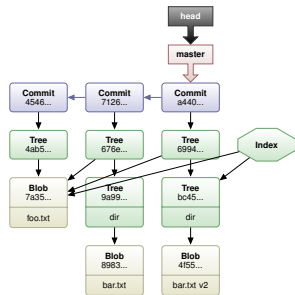 head
master
Commit
4546...
Commit
7126...
Commit
a440...
Tree
4ab5...
Tree
676e...
Tree
6994...
Index
Blob
7a35...
foo.txt
Tree
9a99...
dir
Tree
bc45...
dir
Blob
8983...
bar.txt
Blob
4f55...
bar.txt v2